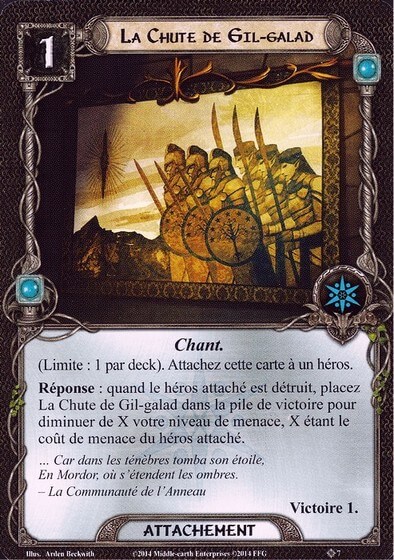 1
LA CHUTE DE GIL-GALAD
Chant.
(Limite : 1 par deck). Attachez cette carte à un héros.
Réponse : quand le héros attaché est détruit, placez
La Chute de Gil-galad dans la pile de victoire pour
diminuer de X votre niveau de menace, X étant le
coût de menace du héros attaché.
… Car dans les ténèbres tomba son étoile,
En Mordor, où s'étendent les ombres.
– La Communauté de l'Anneau
Victoire 1.
ATTACHEMENT
Illus. Arden Beckwith ©2014 Middle-earth Enterprises ©2014 FFG 7